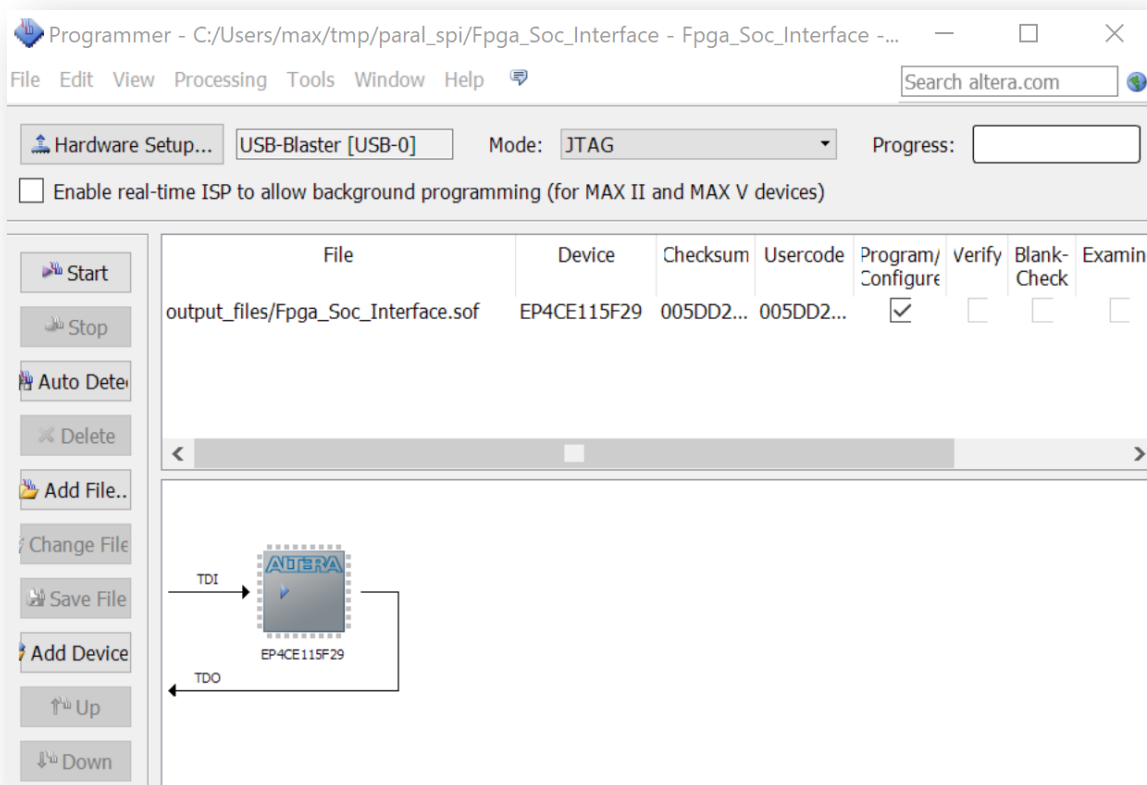 Programmer - C:/Users/max/tmp/paral_spi/Fpga_Soc_Interface - Fpga_Soc_Interface -...
File Edit View Processing Tools Window Help
Search altera.com
Hardware Setup... USB-Blaster [USB-0] Mode: JTAG Progress:
Enable real-time ISP to allow background programming (for MAX II and MAX V devices)
Start
Stop
Auto Dete
Delete
Add File..
Change File
Save File
Add Device
Up
Down
File Device Checksum Usercode Program/ Verify Blank- Examin
Configure Check
output_files/Fpga_Soc_Interface.sof EP4CE115F29 005DD2... 005DD2...
TDI
ALTERA
EP4CE115F29
TDO